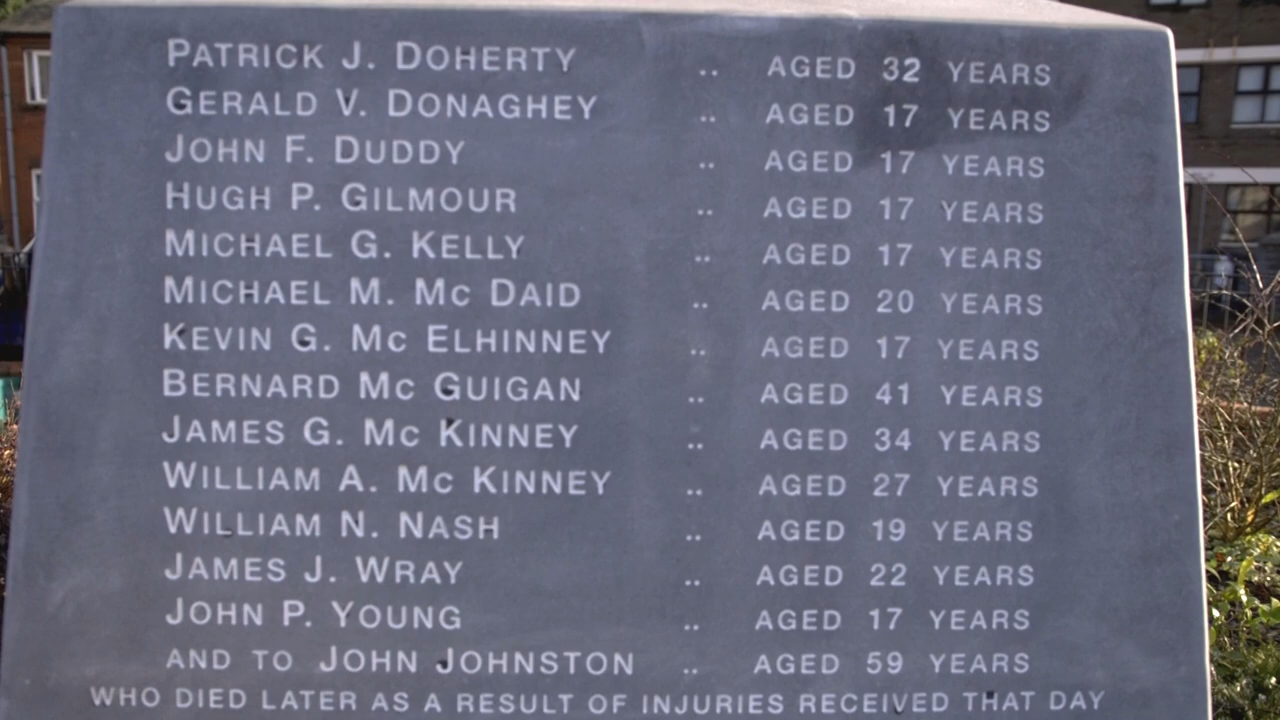 PATRICK J. DOHERTY .. AGED 32 YEARS
GERALD V. DONAGHEY .. AGED 17 YEARS
JOHN F. DUDDY .. AGED 17 YEARS
HUGH P. GILMOUR .. AGED 17 YEARS
MICHAEL G. KELLY .. AGED 17 YEARS
MICHAEL M. Mc DAID .. AGED 20 YEARS
KEVIN G. Mc ELHINNEY .. AGED 17 YEARS
BERNARD Mc GUIGAN .. AGED 41 YEARS
JAMES G. Mc KINNEY .. AGED 34 YEARS
WILLIAM A. Mc KINNEY .. AGED 27 YEARS
WILLIAM N. NASH .. AGED 19 YEARS
JAMES J. WRAY .. AGED 22 YEARS
JOHN P. YOUNG .. AGED 17 YEARS
AND TO JOHN JOHNSTON .. AGED 59 YEARS
WHO DIED LATER AS A RESULT OF INJURIES RECEIVED THAT DAY